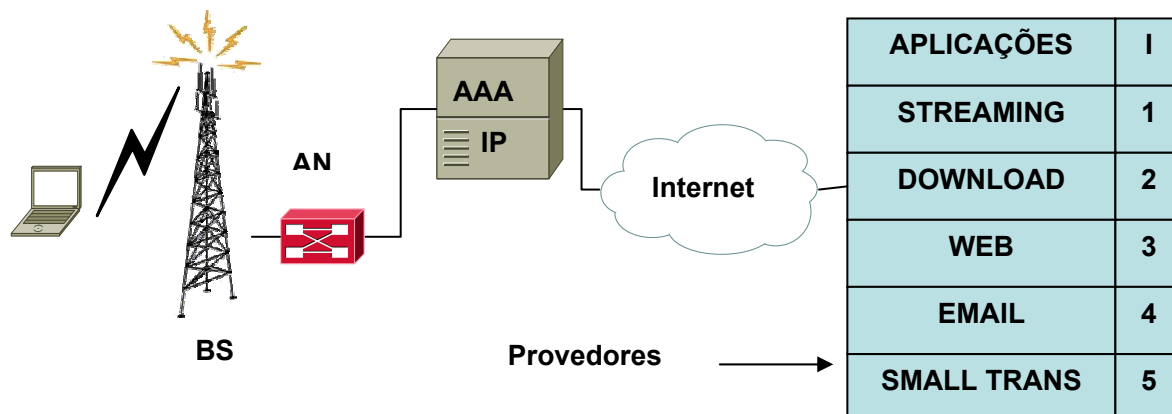 AAA
IP
AN
BS
Internet
Provedores
APLICAÇÕES I
STREAMING 1
DOWNLOAD 2
WEB 3
EMAIL 4
SMALL TRANS 5